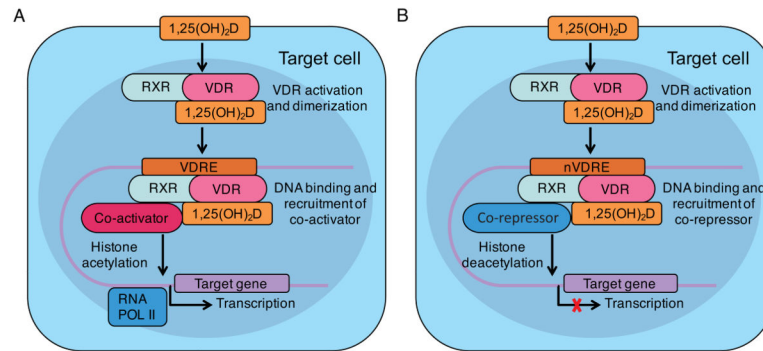 A
1,25(OH)₂D
Target cell
RXR
VDR
VDR activation
and dimerization
1,25(OH)₂D
VDRE
RXR
VDR
DNA binding and
recruitment of
co-activator
Co-activator
1,25(OH)₂D
Histone
acetylation
Target gene
RNA
POL II
Transcription
B
1,25(OH)₂D
Target cell
RXR
VDR
VDR activation
and dimerization
1,25(OH)₂D
nVDRE
RXR
VDR
DNA binding and
recruitment of
co-repressor
Co-repressor
1,25(OH)₂D
Histone
deacetylation
Target gene
Transcription